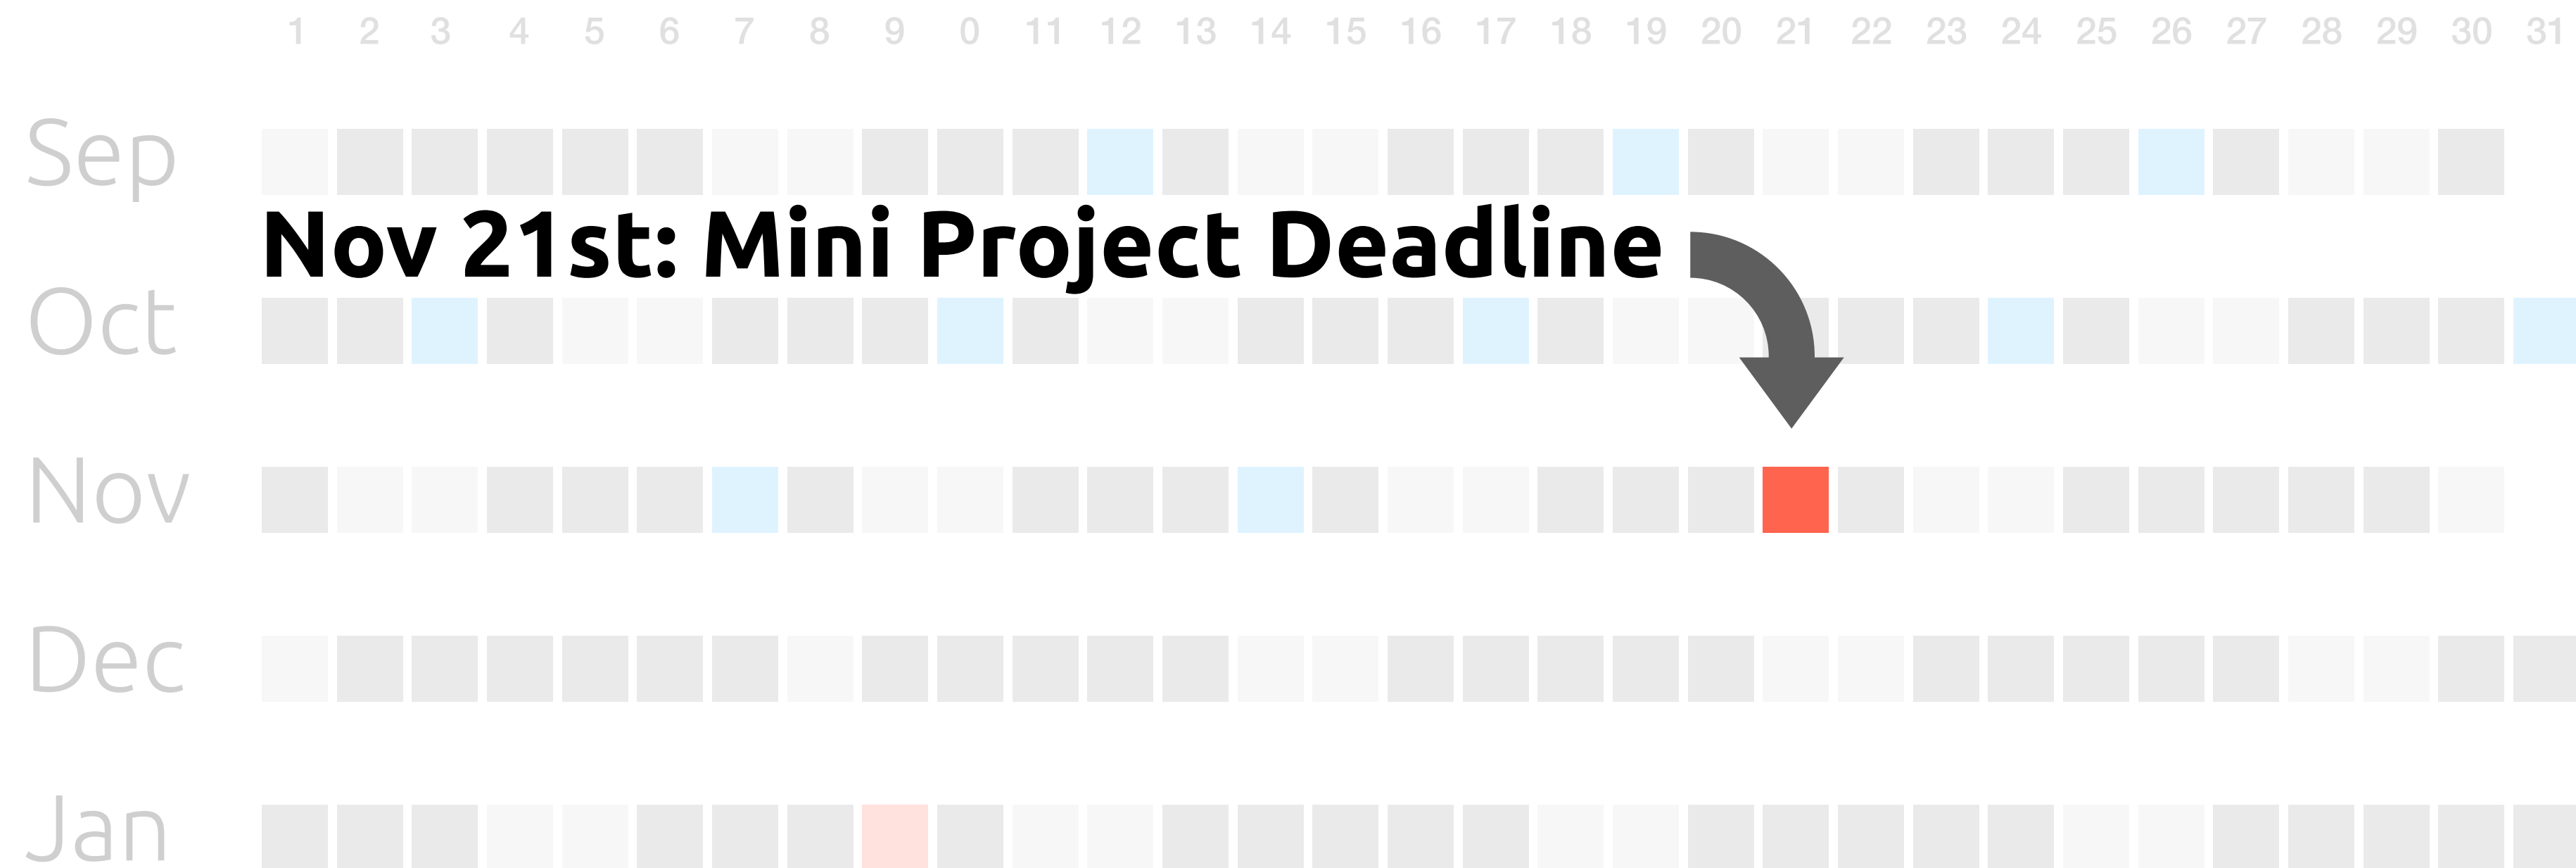 1 2 3 4 5 6 7 8 9 0 11 12 13 14 15 16 17 18 19 20 21 22 23 24 25 26 27 28 29 30 31
Sep
Nov 21st: Mini Project Deadline
Oct
Nov
Dec
Jan